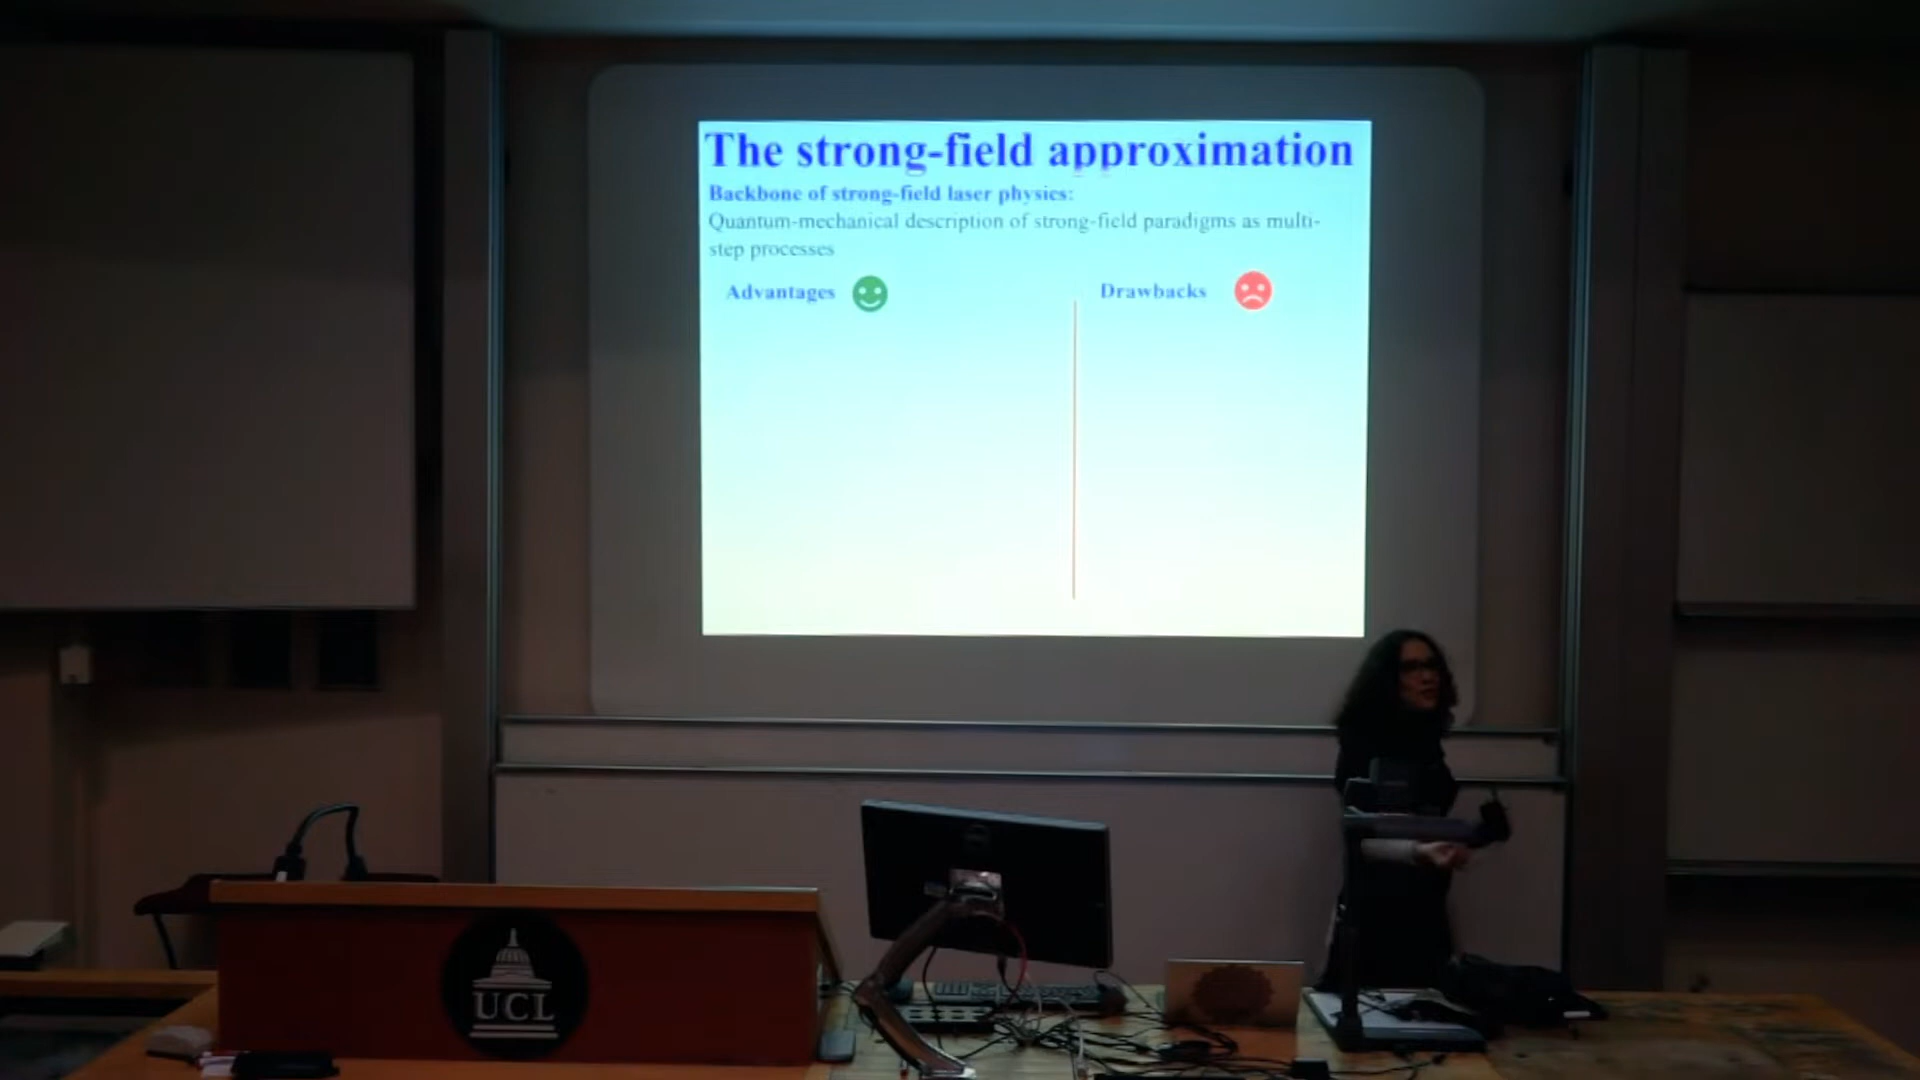 The strong-field approximation
Backbone of strong-field laser physics:
Quantum-mechanical description of strong-field paradigms as multi-
step processes
Advantages
Drawbacks
UCL